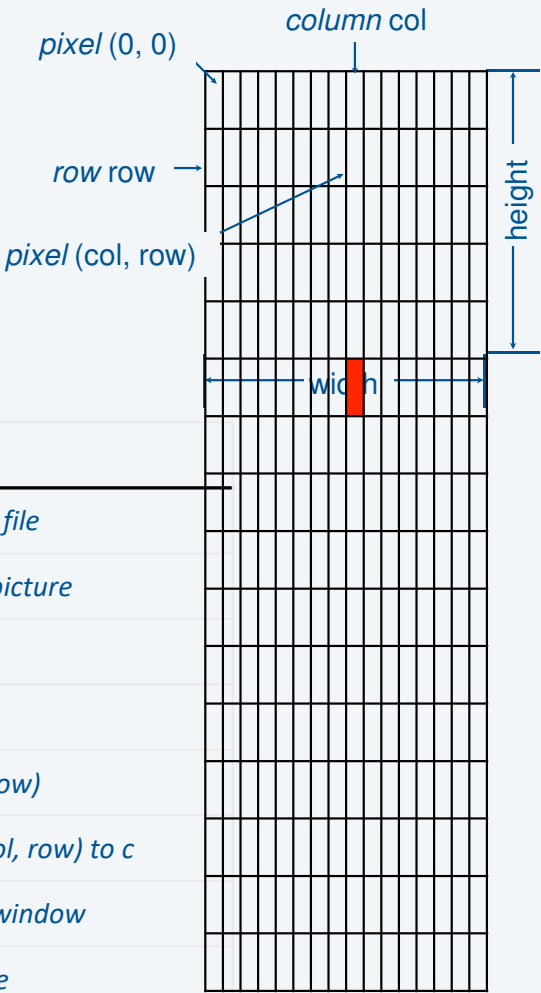 column col
pixel (0, 0)
row row
height
pixel (col, row)
width
file
picture
ow)
ol, row) to c
window
e